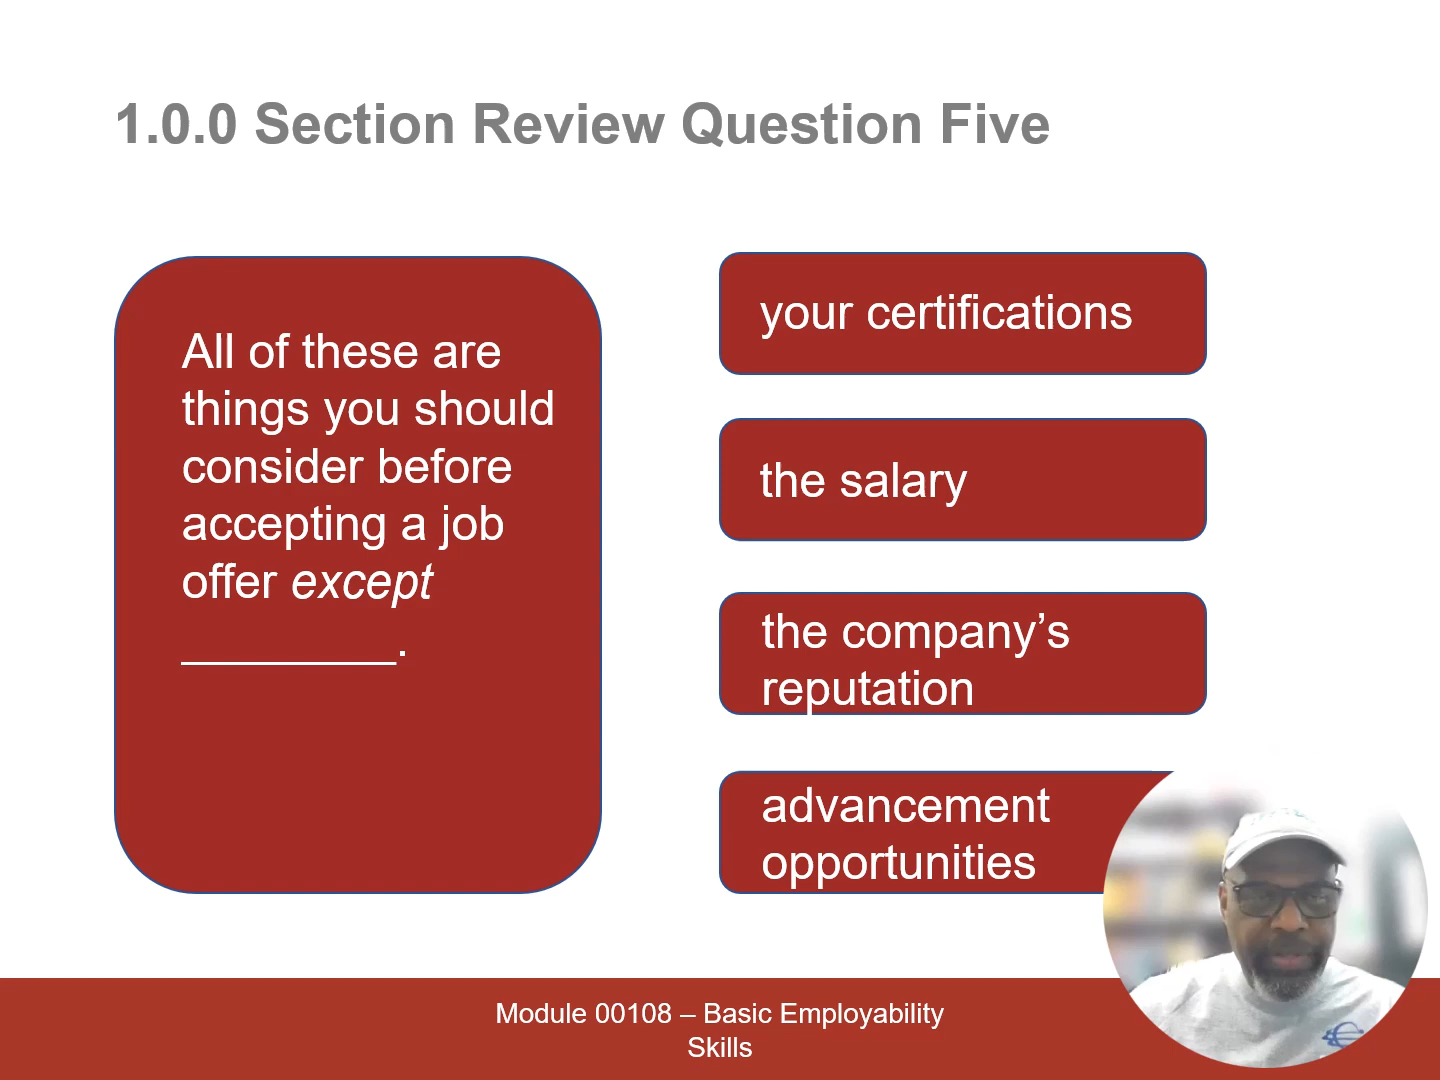 1.0.0 Section Review Question Five
All of these are
things you should
consider before
accepting a job
offer except
_________.
your certifications
the salary
the company’s
reputation
advancement
opportunities
Module 00108 – Basic Employability
Skills